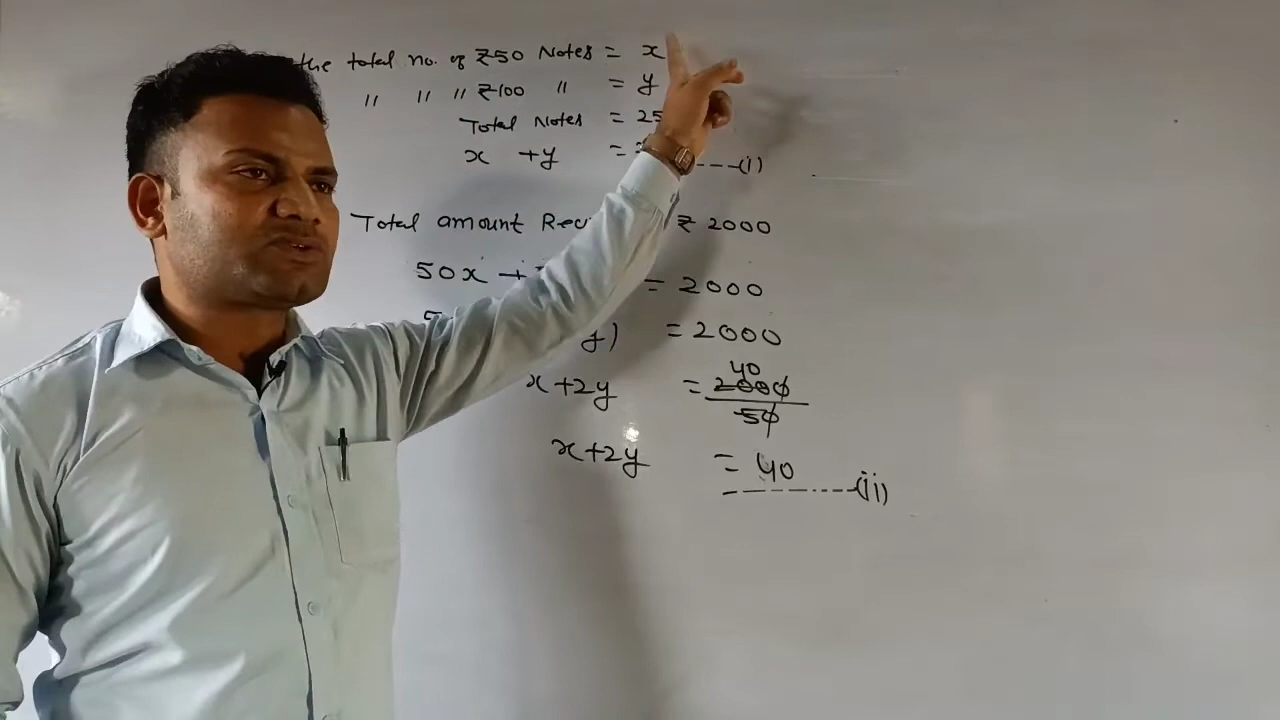 the total no. of ₹50 Notes = x
" " " ₹100 " = y
Total Notes = 25
x + y = ----(i)
Total amount ₹ 2000
50x + = 2000
y) = 2000
x+2y = 2000/50 40
x+2y = 40
----------(ii)